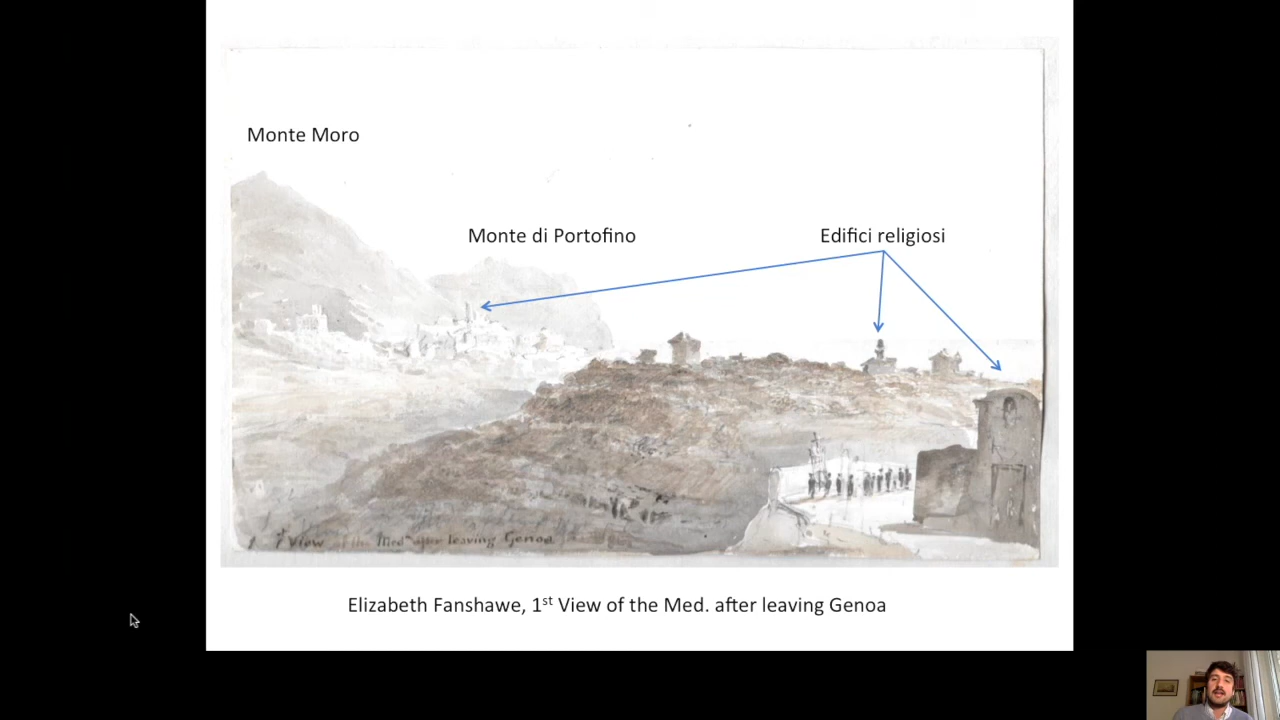 Monte Moro
Monte di Portofino
Edifici religiosi
View of the Med after leaving Genoa
Elizabeth Fanshawe, 1st View of the Med. after leaving Genoa